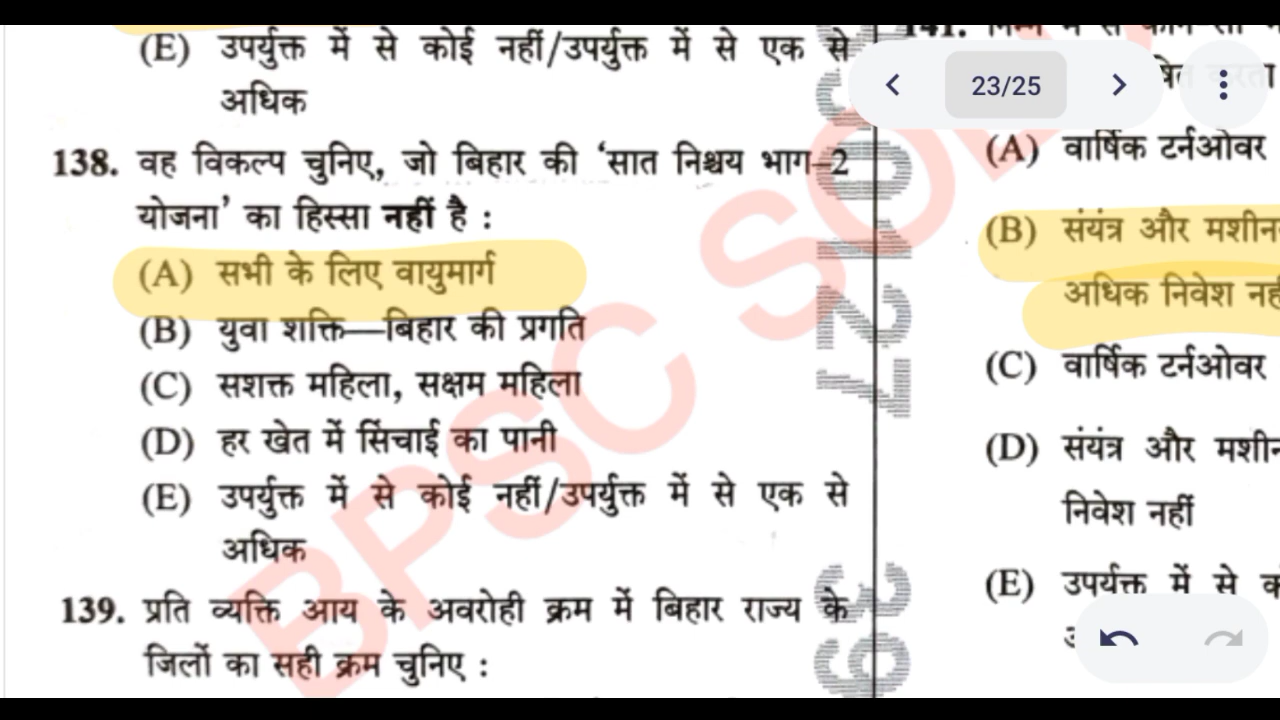 (E) उपर्युक्त में से कोई नहीं/उपर्युक्त में से एक से
अधिक
138. वह विकल्प चुनिए, जो बिहार की ‘सात निश्चय भाग–2
योजना’ का हिस्सा नहीं है :
(A) सभी के लिए वायुमार्ग
(B) युवा शक्ति—बिहार की प्रगति
(C) सशक्त महिला, सक्षम महिला
(D) हर खेत में सिंचाई का पानी
(E) उपर्युक्त में से कोई नहीं/उपर्युक्त में से एक से
अधिक
139. प्रति व्यक्ति आय के अवरोही क्रम में बिहार राज्य के
जिलों का सही क्रम चुनिए :
141.
23/25
(A) वार्षिक टर्नओवर
(B) संयंत्र और मशीन
अधिक निवेश नह
(C) वार्षिक टर्नओवर
(D) संयंत्र और मशीन
निवेश नहीं
(E) उपर्युक्त में से
BPSC